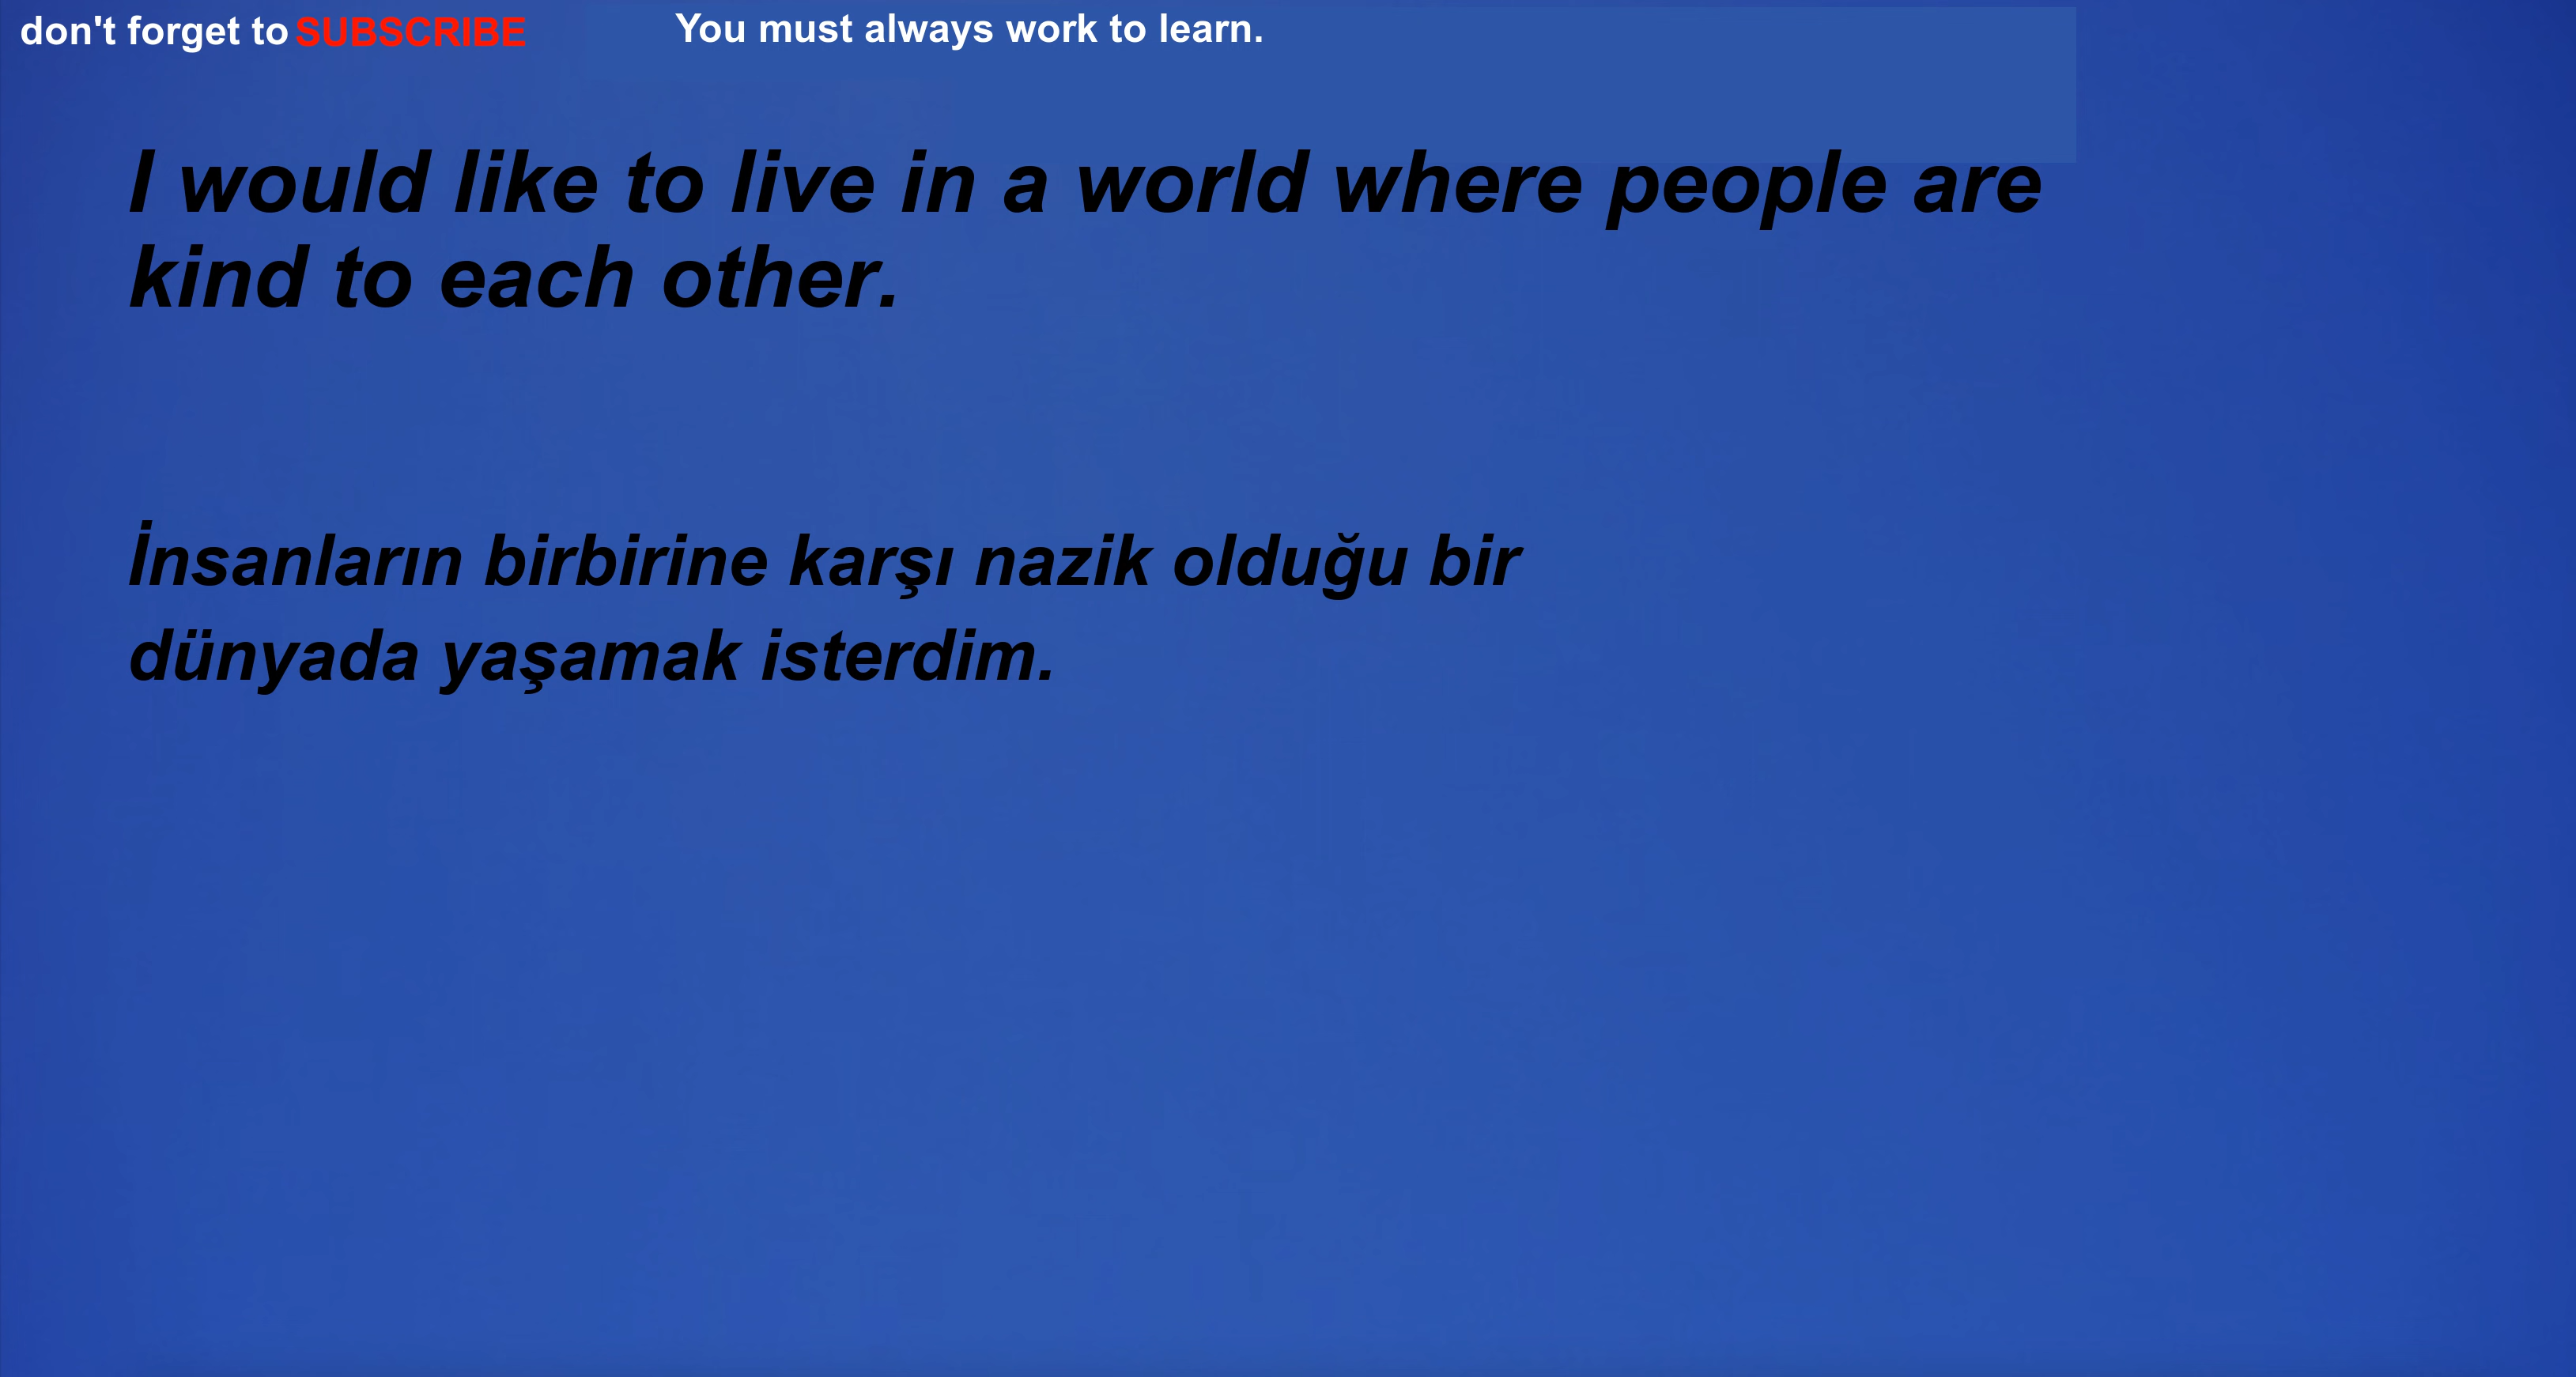 don't forget to SUBSCRIBE
You must always work to learn.
I would like to live in a world where people are
kind to each other.
İnsanların birbirine karşı nazik olduğu bir
dünyada yaşamak isterdim.